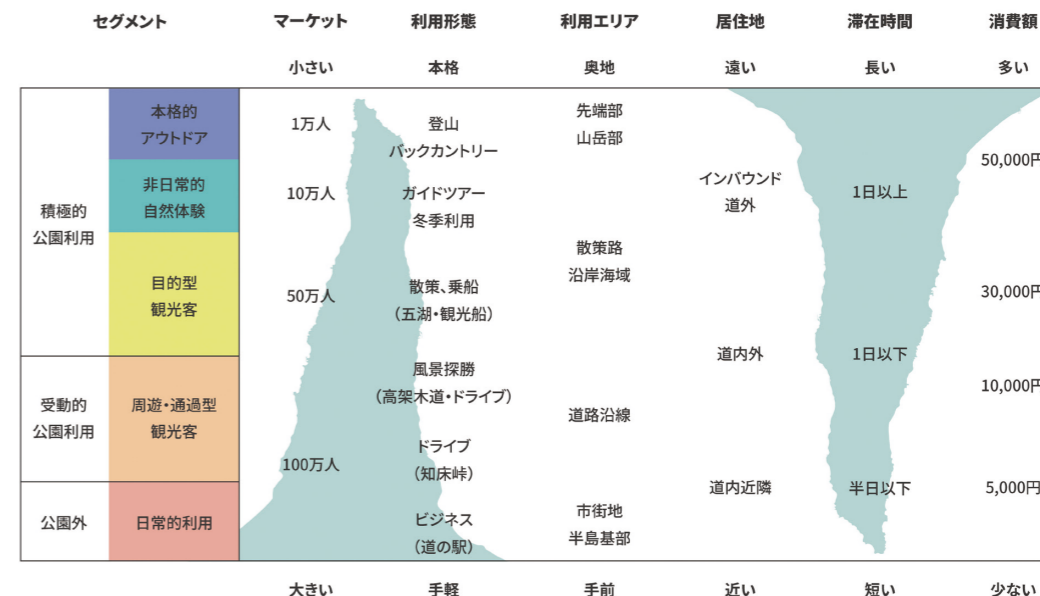 セグメント
マーケット
利用形態
利用エリア
居住地
滞在時間
消費額
小さい
本格
奥地
遠い
長い
多い
積極的
公園利用
受動的
公園利用
公園外
本格的
アウトドア
非日常的
自然体験
目的型
観光客
周遊・通過型
観光客
日常的利用
1万人
10万人
50万人
100万人
登山
バックカントリー
ガイドツアー
冬季利用
散策、乗船
（五湖・観光船）
風景探勝
（高架木道・ドライブ）
ドライブ
（知床峠）
ビジネス
（道の駅）
先端部
山岳部
散策路
沿岸海域
道路沿線
市街地
半島基部
インバウンド
道外
道内外
道内近隣
1日以上
1日以下
半日以下
50,000円
30,000円
10,000円
5,000円
大きい
手軽
手前
近い
短い
少ない